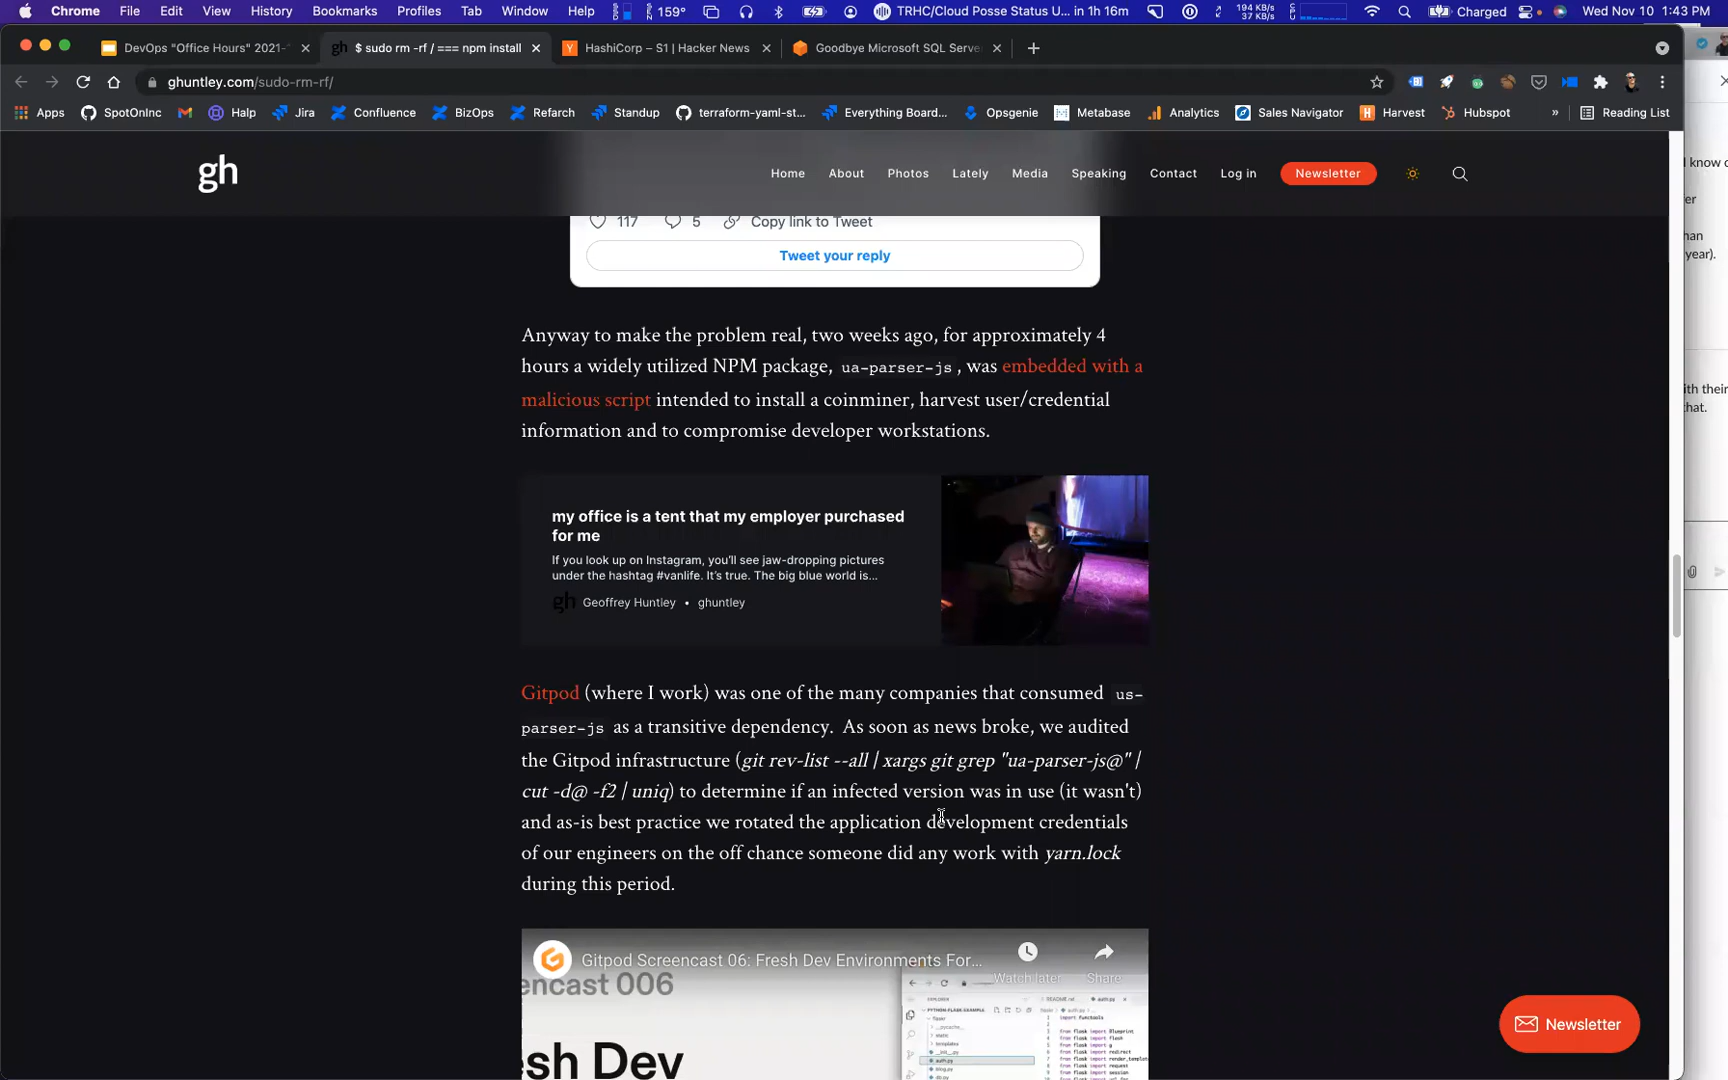 Chrome File Edit View History Bookmarks Profiles Tab Window Help 159° TRHC/Cloud Posse Status U... in 1h 16m 194 KB/s 37 KB/s Charged Wed Nov 10 1:43 PM
DevOps "Office Hours" 2021- $ sudo rm -rf / === npm install HashiCorp – S1 | Hacker News Goodbye Microsoft SQL Serve
ghuntley.com/sudo-rm-rf/
Apps SpotOnInc Halp Jira Confluence BizOps Refarch Standup terraform-yaml-st... Everything Board... Opsgenie Metabase Analytics Sales Navigator Harvest Hubspot » Reading List
gh Home About Photos Lately Media Speaking Contact Log in Newsletter
117 5 Copy link to Tweet
Tweet your reply
Anyway to make the problem real, two weeks ago, for approximately 4
hours a widely utilized NPM package, ua-parser-js , was embedded with a
malicious script intended to install a coinminer, harvest user/credential
information and to compromise developer workstations.
my office is a tent that my employer purchased
for me
If you look up on Instagram, you'll see jaw-dropping pictures
under the hashtag #vanlife. It's true. The big blue world is...
gh Geoffrey Huntley • ghuntley
Gitpod (where I work) was one of the many companies that consumed us-
parser-js as a transitive dependency. As soon as news broke, we audited
the Gitpod infrastructure (git rev-list --all | xargs git grep "ua-parser-js@" |
cut -d@ -f2 | uniq) to determine if an infected version was in use (it wasn't)
and as-is best practice we rotated the application development credentials
of our engineers on the off chance someone did any work with yarn.lock
during this period.
Gitpod Screencast 06: Fresh Dev Environments For...
Watch later Share
encast 006
esh Dev
Newsletter
know
han
year).
with their
that.